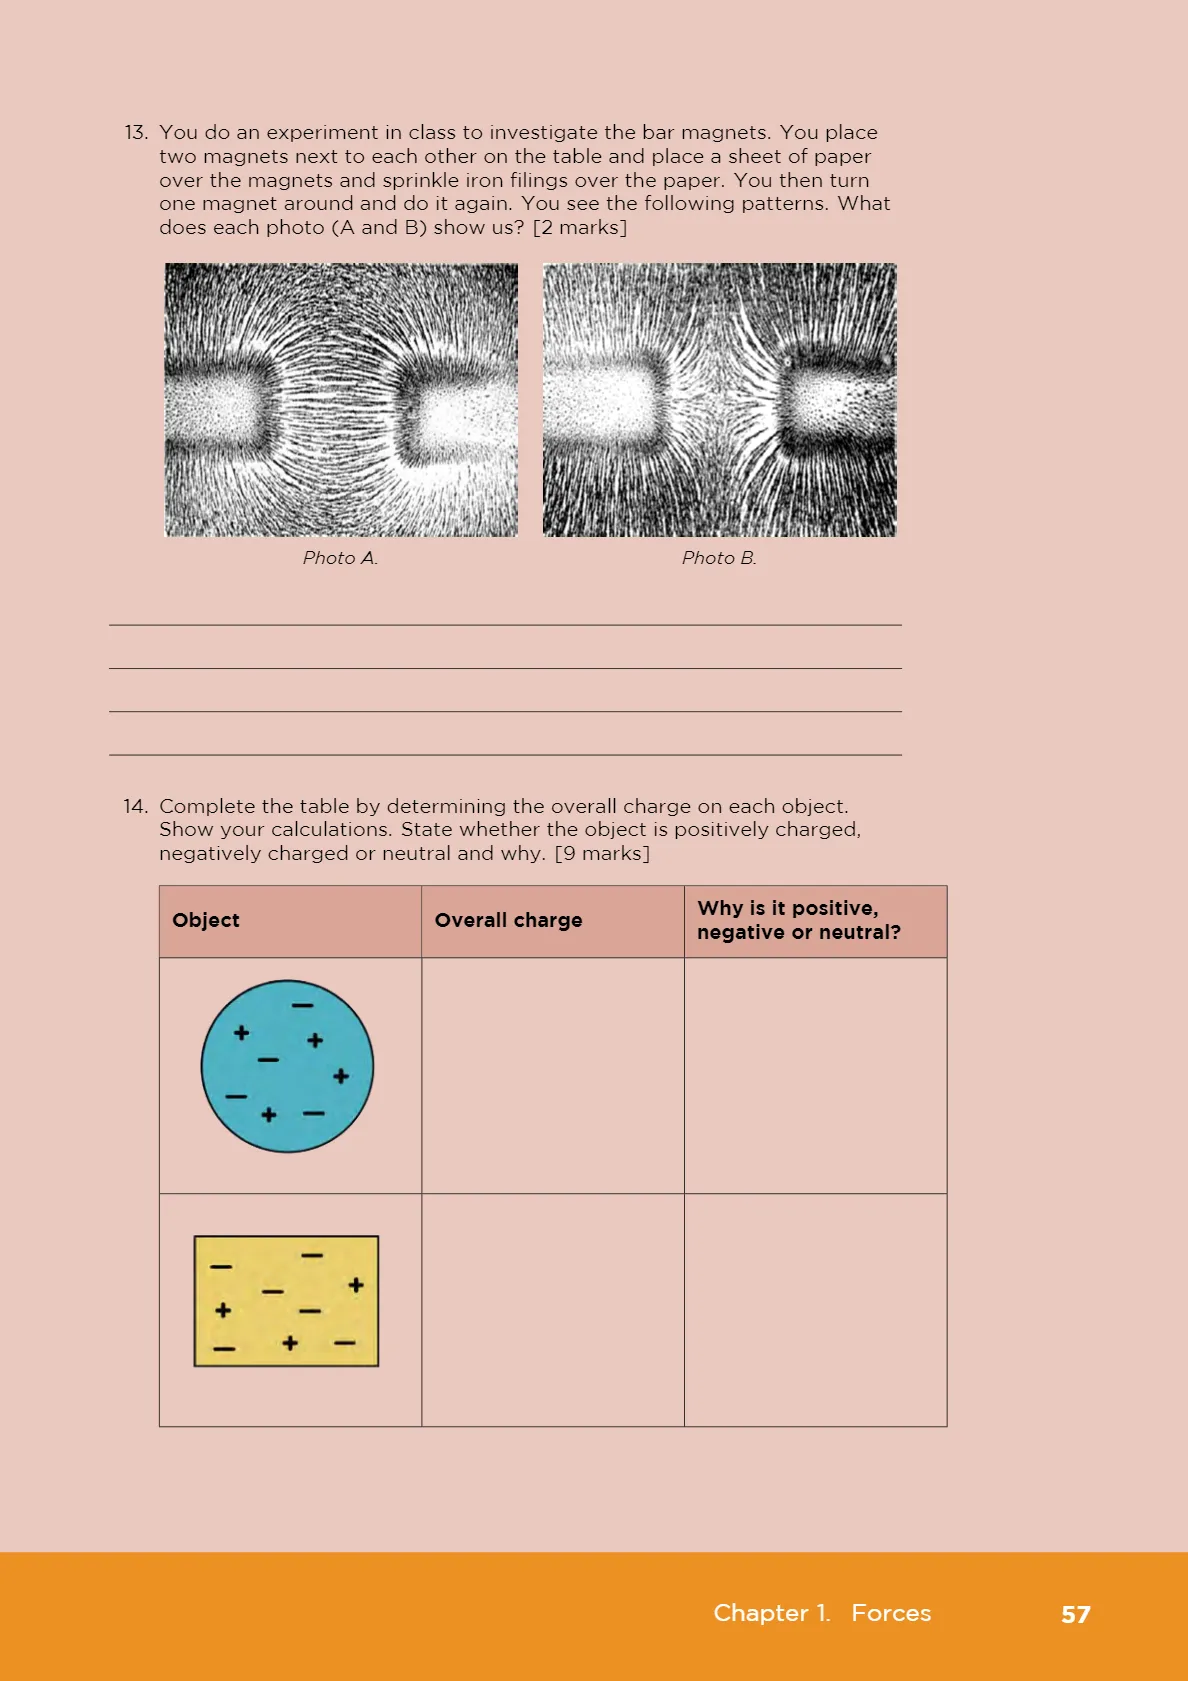 13. You do an experiment in class to investigate the bar magnets. You place
two magnets next to each other on the table and place a sheet of paper
over the magnets and sprinkle iron filings over the paper. You then turn
one magnet around and do it again. You see the following patterns. What
does each photo (A and B) show us? [2 marks]
Photo A.
Photo B.
14. Complete the table by determining the overall charge on each object.
Show your calculations. State whether the object is positively charged,
negatively charged or neutral and why. [9 marks]
Object
Overall charge
Why is it positive,
negative or neutral?
−
+ +
−
+
−
+ −
−
−
+
−
+ −
+ −
−
Chapter 1. Forces 57